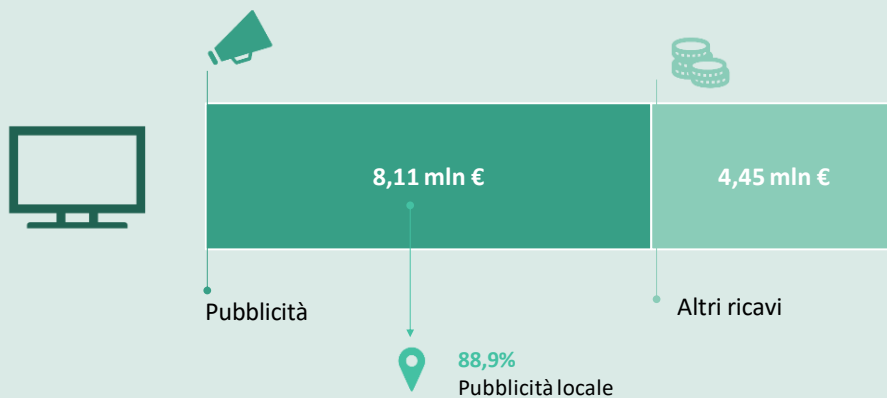 8,11 mln €
4,45 mln €
Pubblicità
Altri ricavi
88,9%
Pubblicità locale